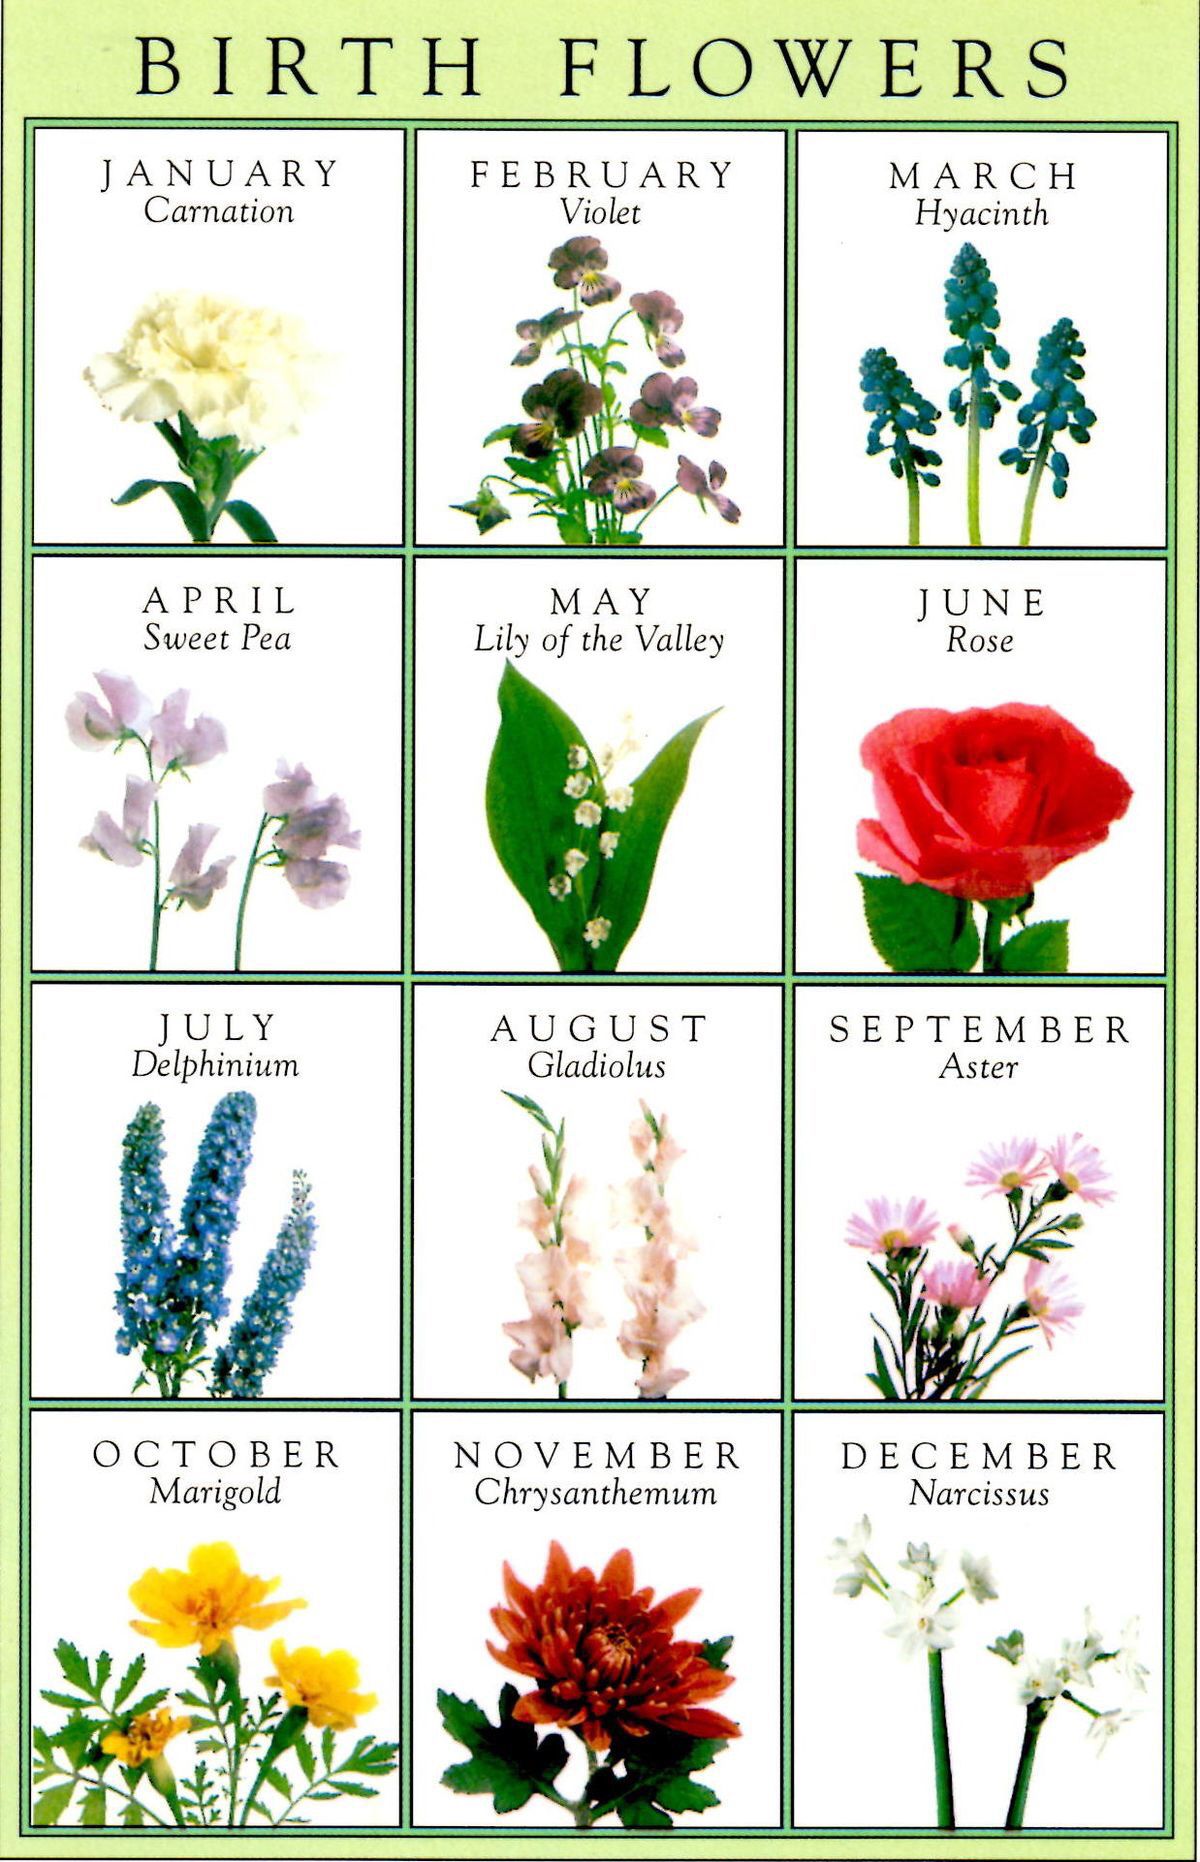 BIRTH FLOWERS
JANUARY
Carnation
FEBRUARY
Violet
MARCH
Hyacinth
APRIL
Sweet Pea
MAY
Lily of the Valley
JUNE
Rose
JULY
Delphinium
AUGUST
Gladiolus
SEPTEMBER
Aster
OCTOBER
Marigold
NOVEMBER
Chrysanthemum
DECEMBER
Narcissus